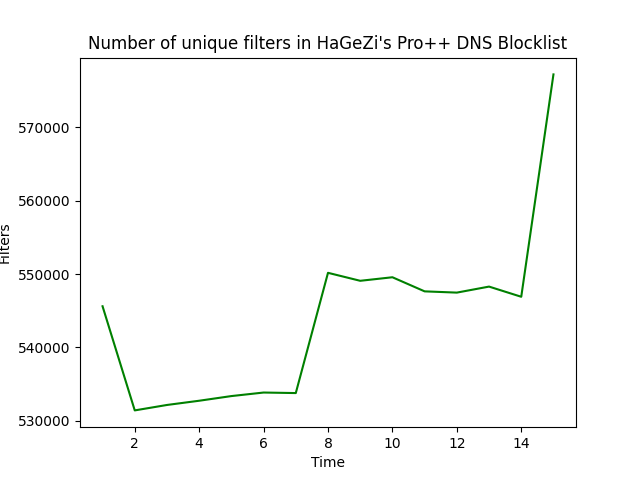 Number of unique filters in HaGeZi's Pro++ DNS Blocklist
570000
560000
550000
540000
530000
Filters
2 4 6 8 10 12 14
Time